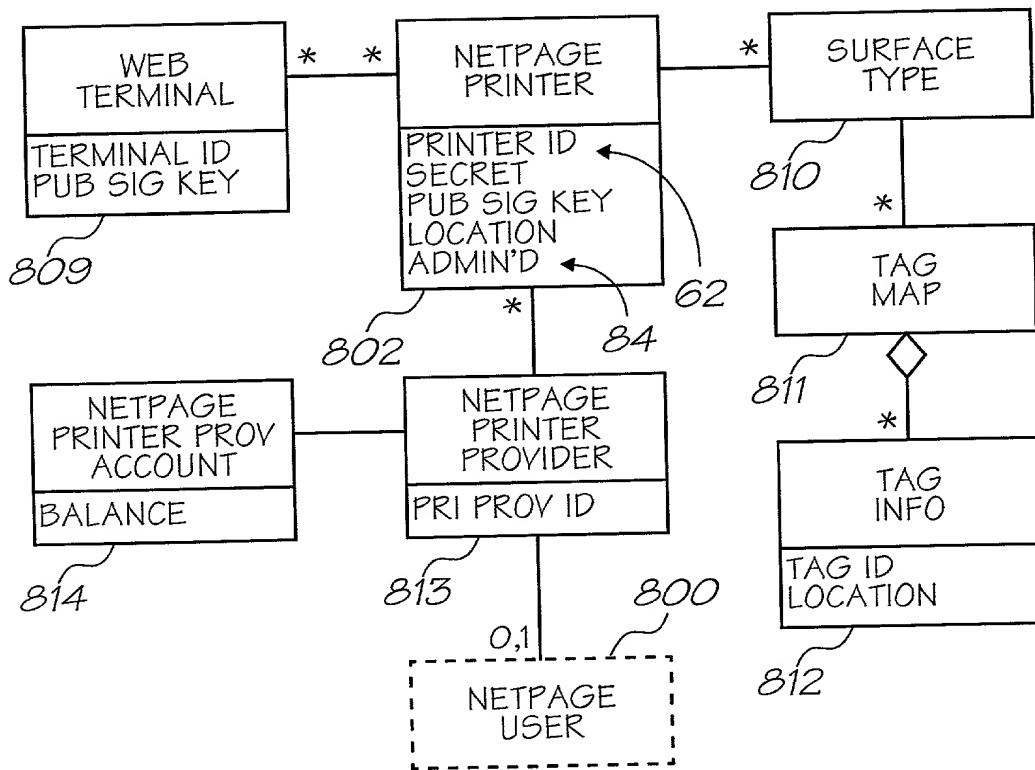 WEB
TERMINAL
TERMINAL ID
PUB SIG KEY
809
*
*
NETPAGE
PRINTER
PRINTER ID
SECRET
PUB SIG KEY
LOCATION
ADMIN'D
62
84
802
*
*
SURFACE
TYPE
810
*
TAG
MAP
811
*
TAG
INFO
TAG ID
LOCATION
812
NETPAGE
PRINTER PROV
ACCOUNT
BALANCE
814
NETPAGE
PRINTER
PROVIDER
PRI PROV ID
813
800
0,1
NETPAGE
USER